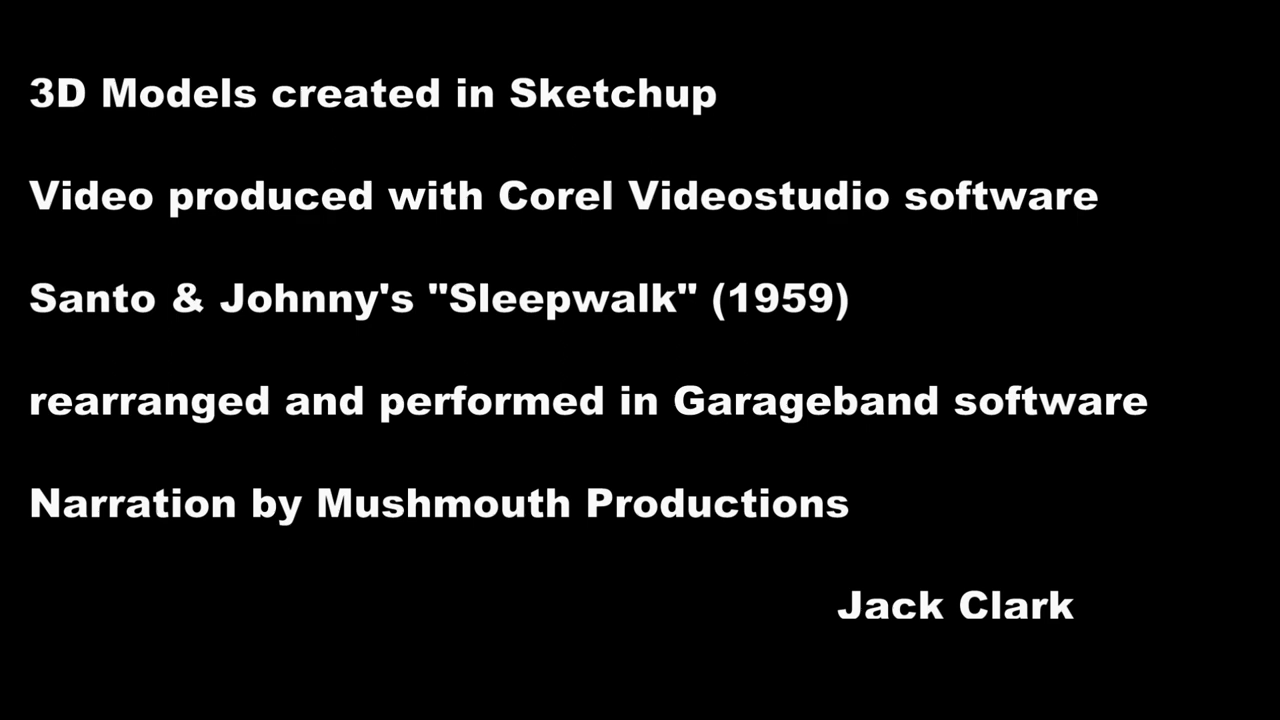 3D Models created in Sketchup
Video produced with Corel Videostudio software
Santo & Johnny's "Sleepwalk" (1959)
rearranged and performed in Garageband software
Narration by Mushmouth Productions
Jack Clark